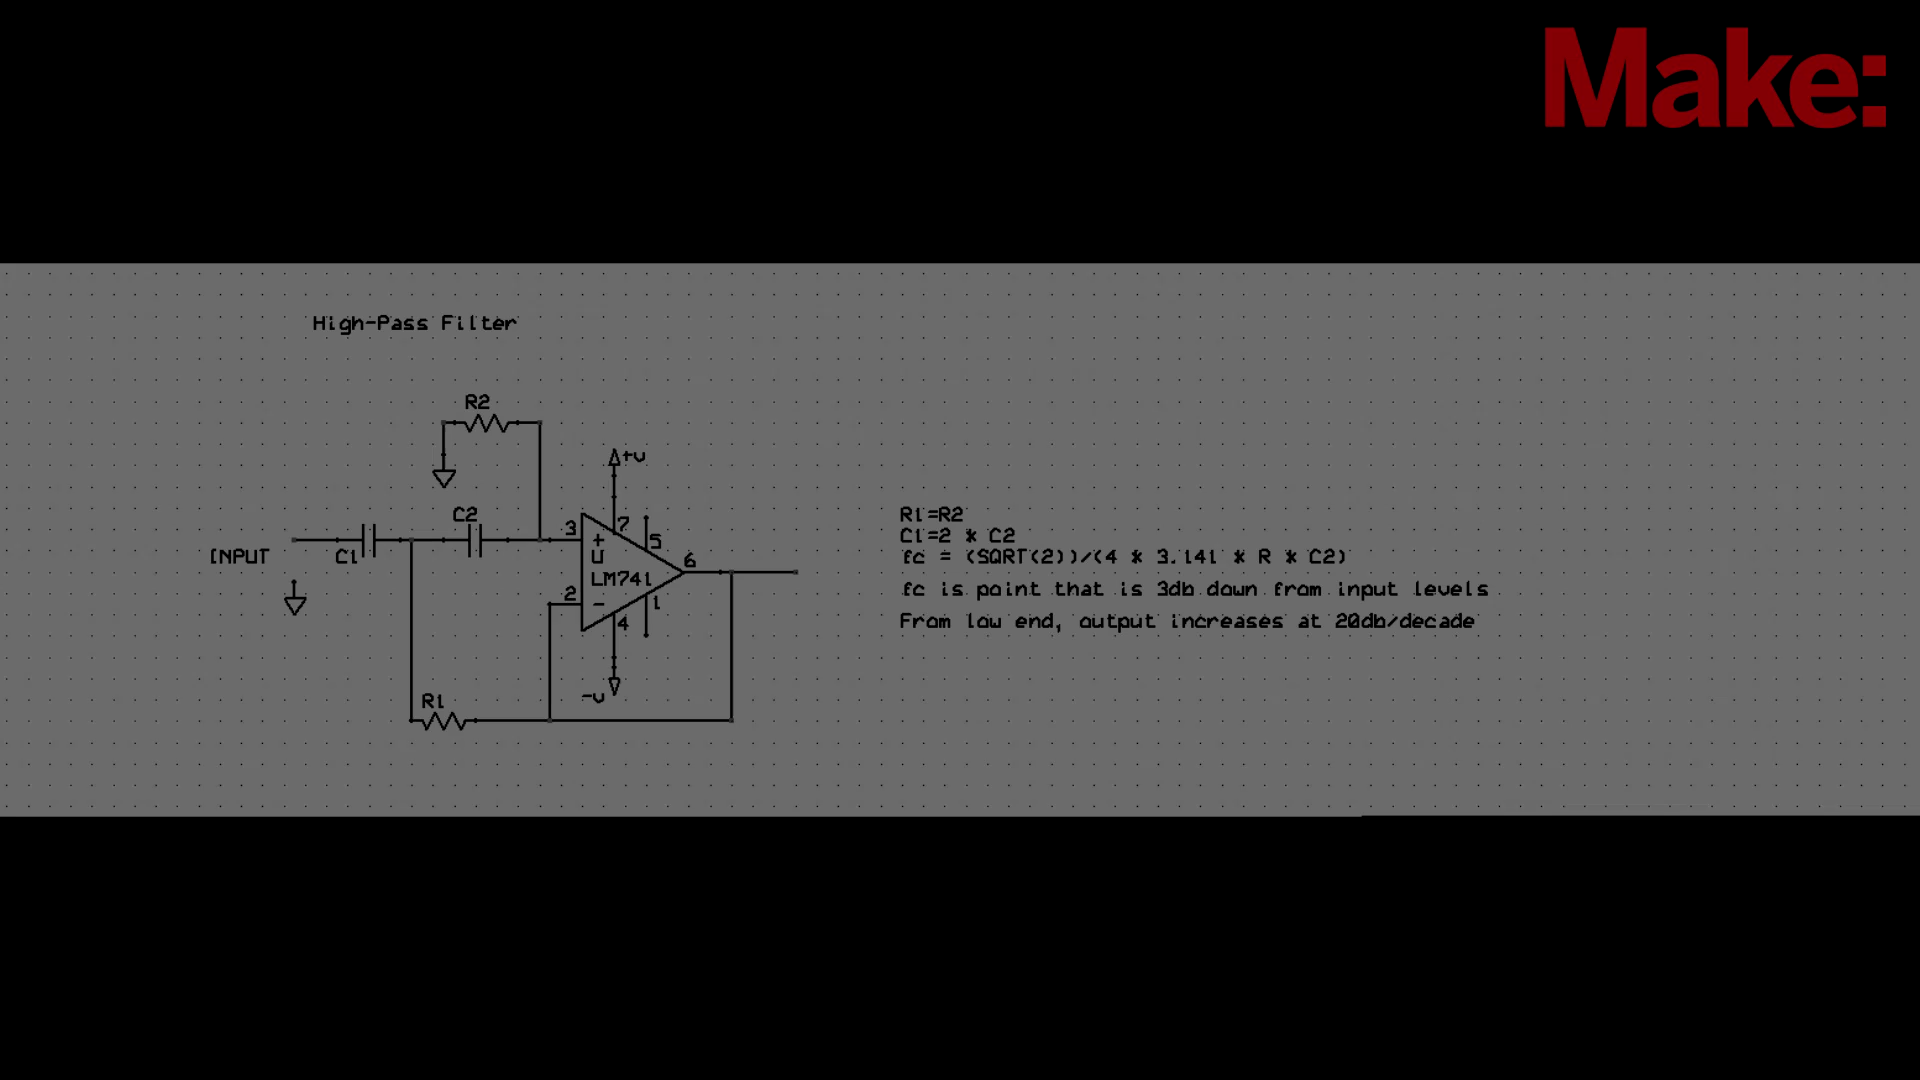 Make:
High-Pass Filter
R2
+v
C2
3
7
+
5
INPUT
C1
U
6
LM741
2
-
1
4
-v
R1
R1=R2
C1=2 * C2
fc = (SQRT(2))/(4 * 3.141 * R * C2)
fc is point that is 3db down from input levels
From low end, output increases at 20db/decade